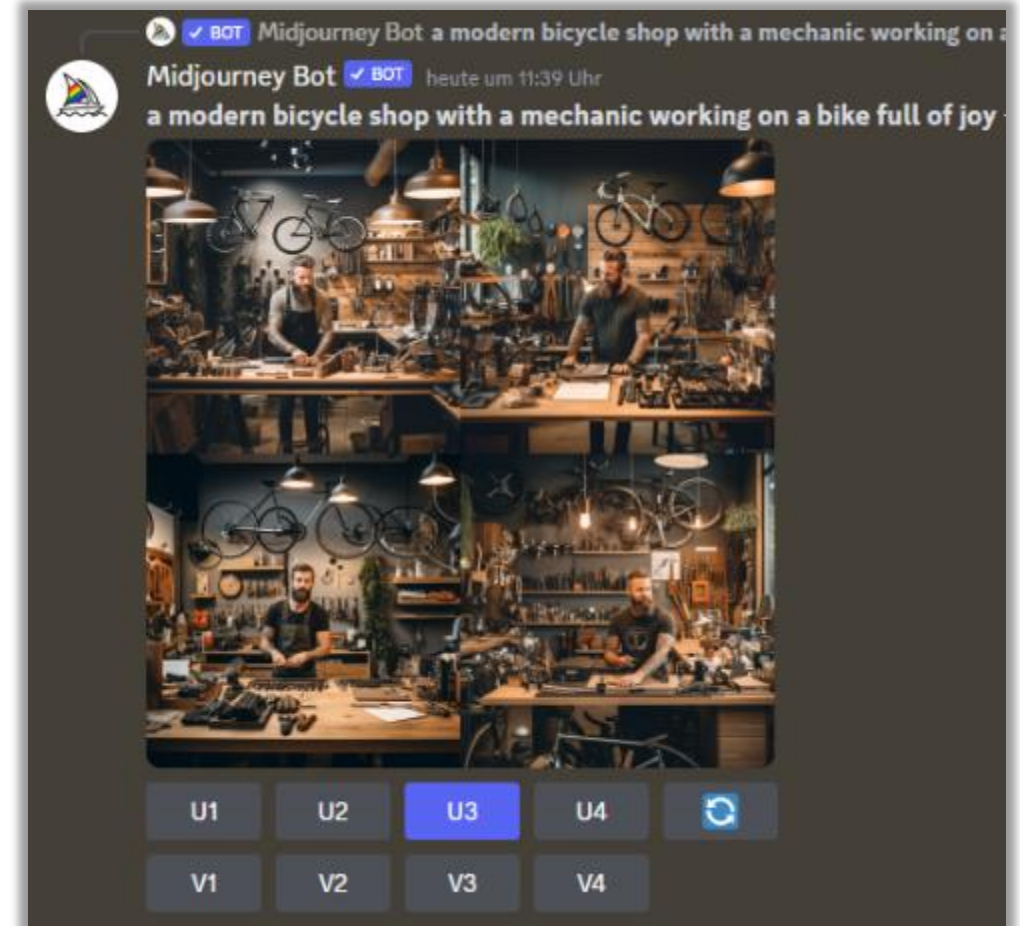 ✓ BOT Midjourney Bot a modern bicycle shop with a mechanic working on
Midjourney Bot ✓ BOT heute um 11:39 Uhr
a modern bicycle shop with a mechanic working on a bike full of joy
U1 U2 U3 U4
V1 V2 V3 V4